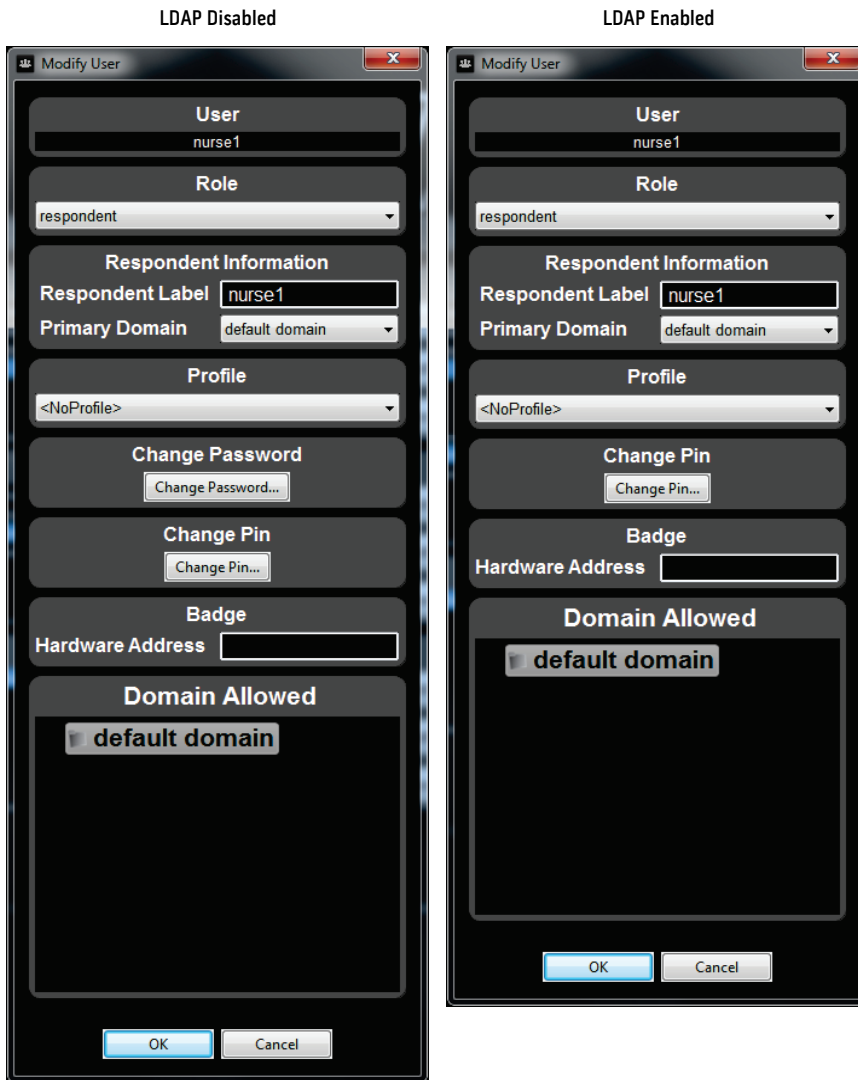 LDAP Disabled
Modify User
User
nurse1
Role
respondent
Respondent Information
Respondent Label nurse1
Primary Domain default domain
Profile
<NoProfile>
Change Password
Change Password...
Change Pin
Change Pin...
Badge
Hardware Address
Domain Allowed
default domain
OK Cancel
LDAP Enabled
Modify User
User
nurse1
Role
respondent
Respondent Information
Respondent Label nurse1
Primary Domain default domain
Profile
<NoProfile>
Change Pin
Change Pin...
Badge
Hardware Address
Domain Allowed
default domain
OK Cancel